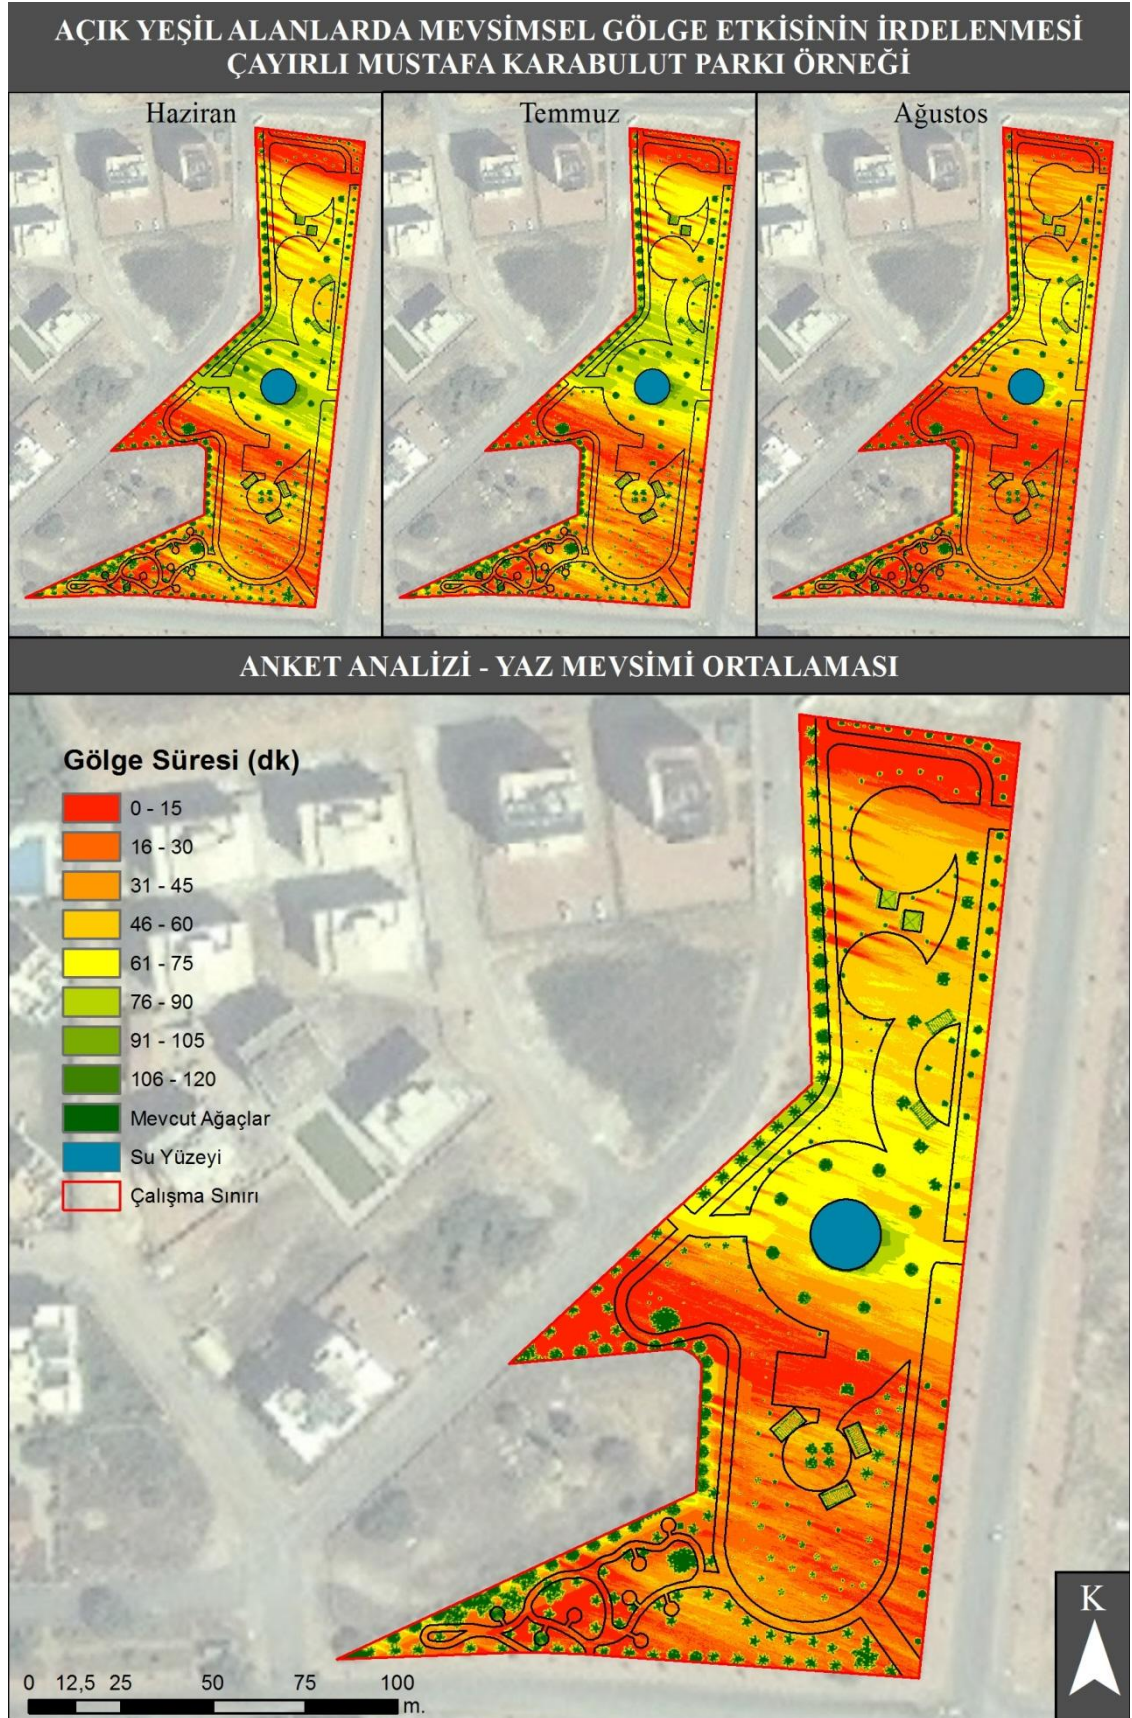 AÇIK YEŞİL ALANLARDA MEVSİMSEL GÖLGE ETKİSİNİN İRDELENMESİ
ÇAYIRLI MUSTAFA KARABULUT PARKI ÖRNEĞİ
Haziran
Temmuz
Ağustos
ANKET ANALİZİ - YAZ MEVSİMİ ORTALAMASI
Gölge Süresi (dk)
0 - 15
16 - 30
31 - 45
46 - 60
61 - 75
76 - 90
91 - 105
106 - 120
Mevcut Ağaçlar
Su Yüzeyi
Çalışma Sınırı
K
0 12,5 25 50 75 100
m.